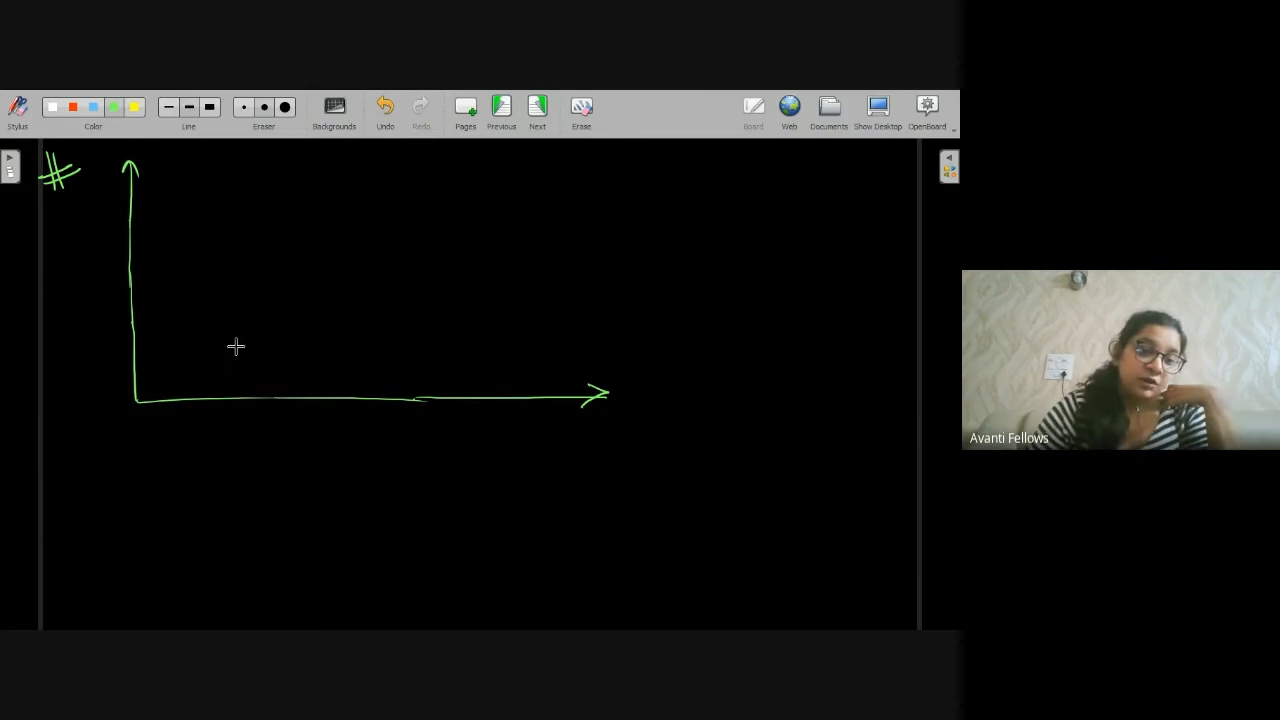 Stylus
Color
Line
Eraser
Backgrounds
Undo
Redo
Pages
Previous
Next
Erase
Board
Web
Documents
Show Desktop
OpenBoard
#
Avanti Fellows